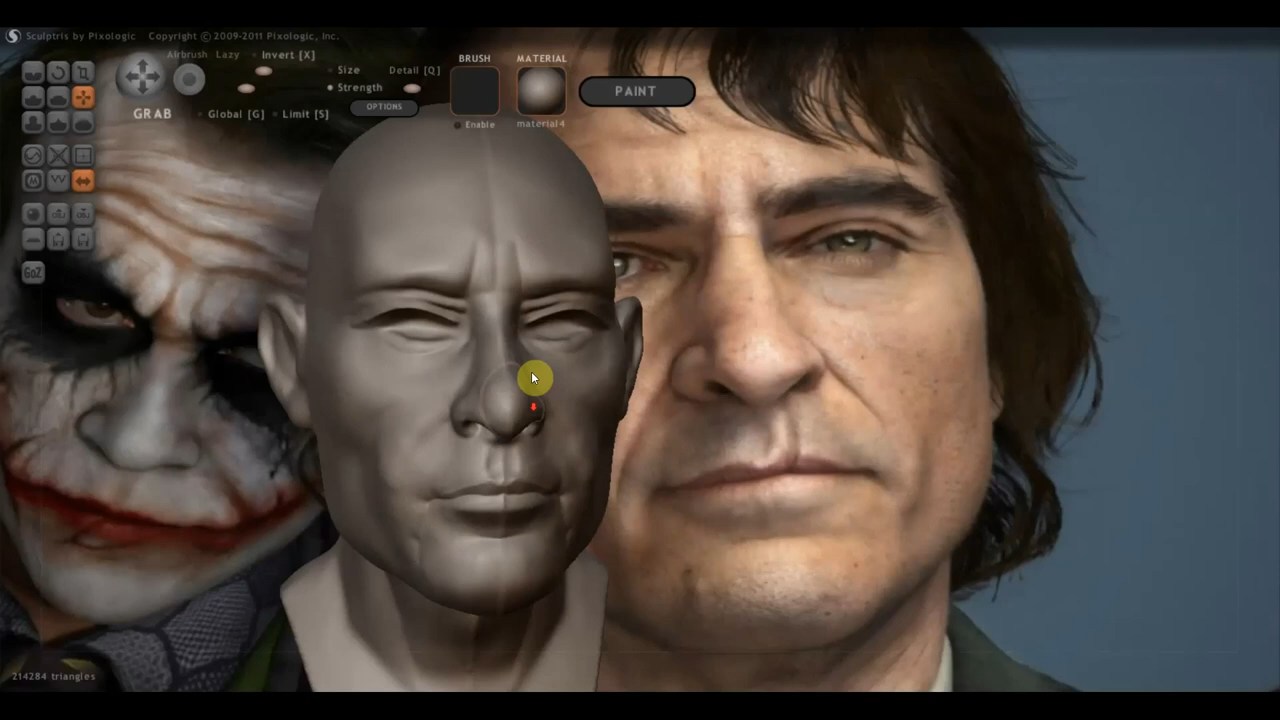 Sculptris by Pixologic Copyright © 2009-2011 Pixologic, Inc.
Airbrush Lazy Invert [X]
Size Detail [Q]
Strength
OPTIONS
GRAB Global [G] Limit [S]
BRUSH MATERIAL
PAINT
Enable material4
GoZ
214284 triangles